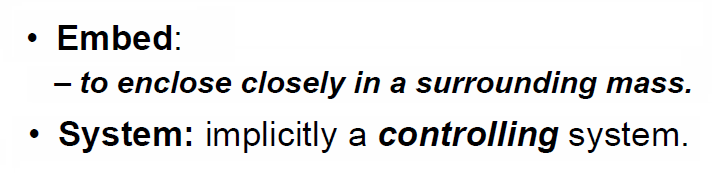 • Embed:
– to enclose closely in a surrounding mass.
• System: implicitly a controlling system.